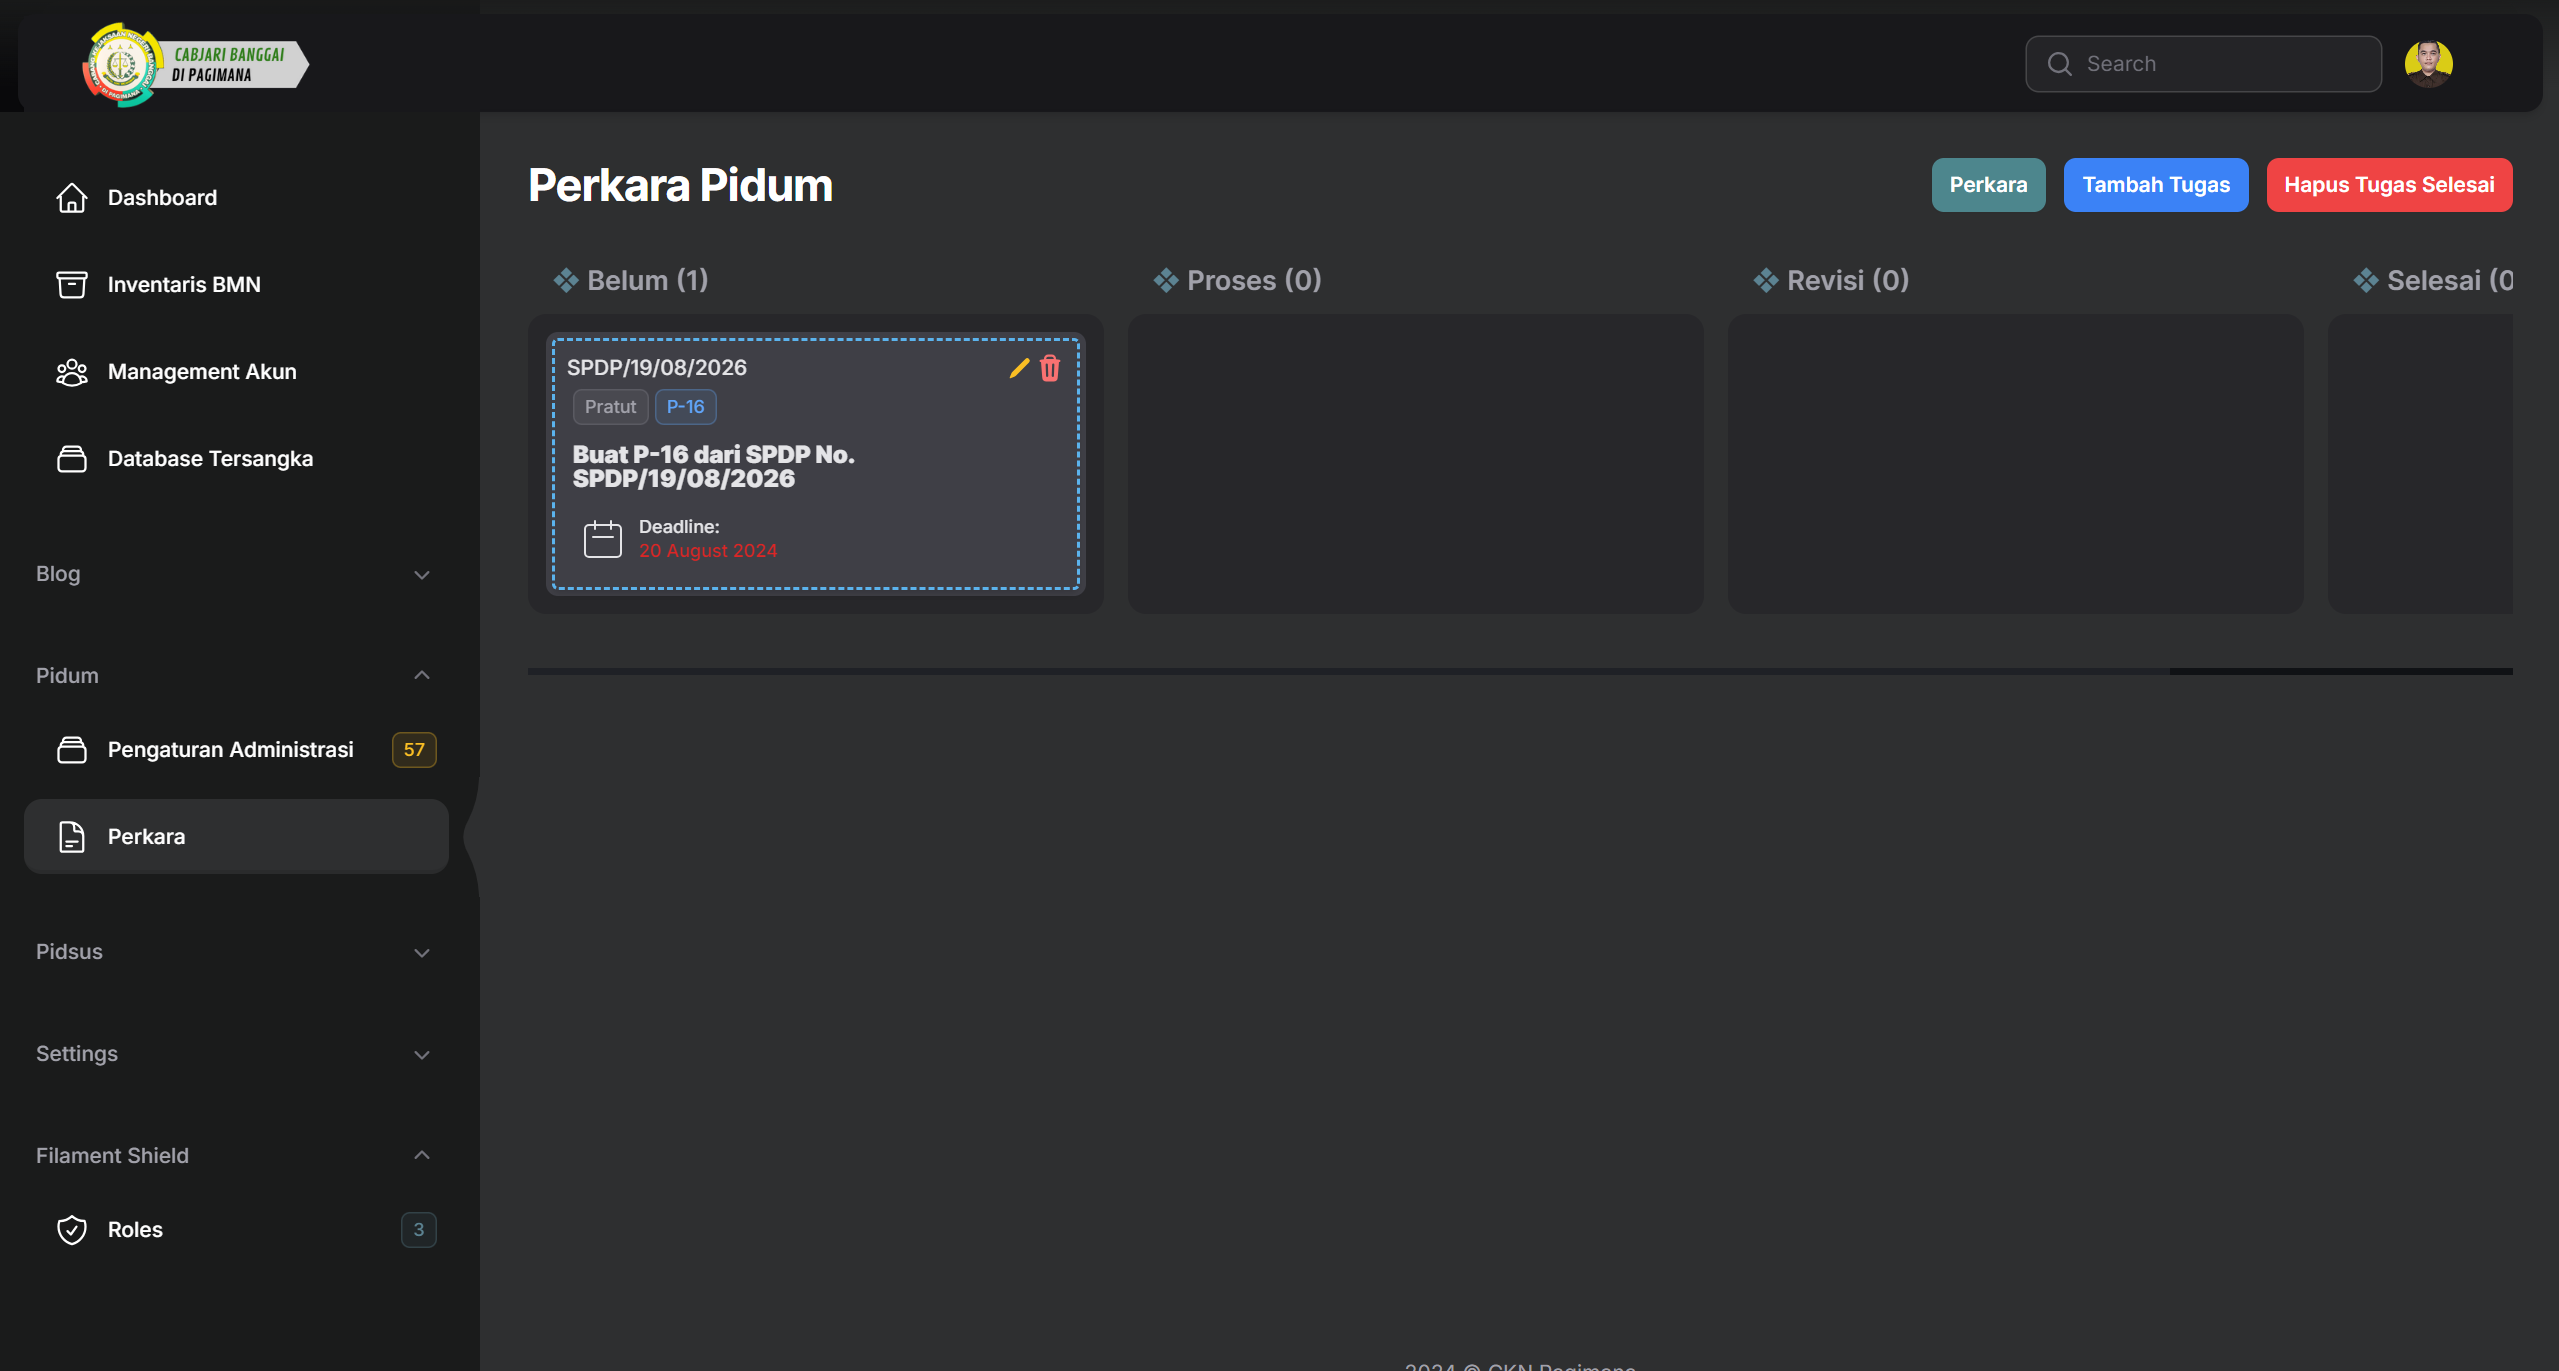 CABJARI BANGGAI
DI PAGIMANA
Search
Dashboard
Inventaris BMN
Management Akun
Database Tersangka
Blog
Pidum
Pengaturan Administrasi
57
Perkara
Pidsus
Settings
Filament Shield
Roles
3
Perkara Pidum
Perkara
Tambah Tugas
Hapus Tugas Selesai
Belum (1)
SPDP/19/08/2026
Pratut
P-16
Buat P-16 dari SPDP No.
SPDP/19/08/2026
Deadline:
20 August 2024
Proses (0)
Revisi (0)
Selesai (0
2024 © CKN Pagimana